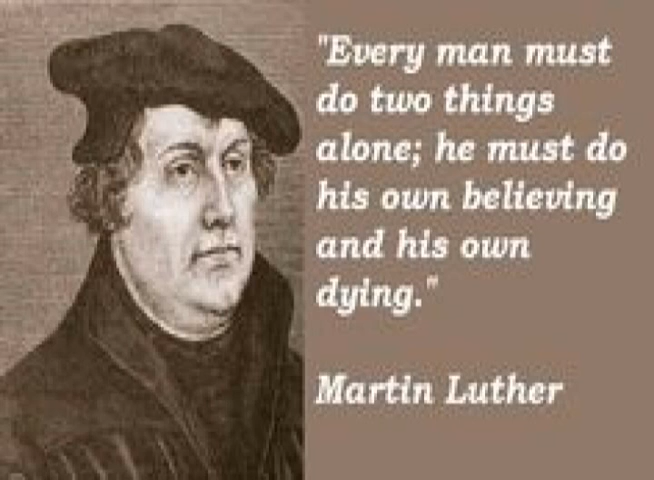 "Every man must
do two things
alone; he must do
his own believing
and his own
dying."
Martin Luther